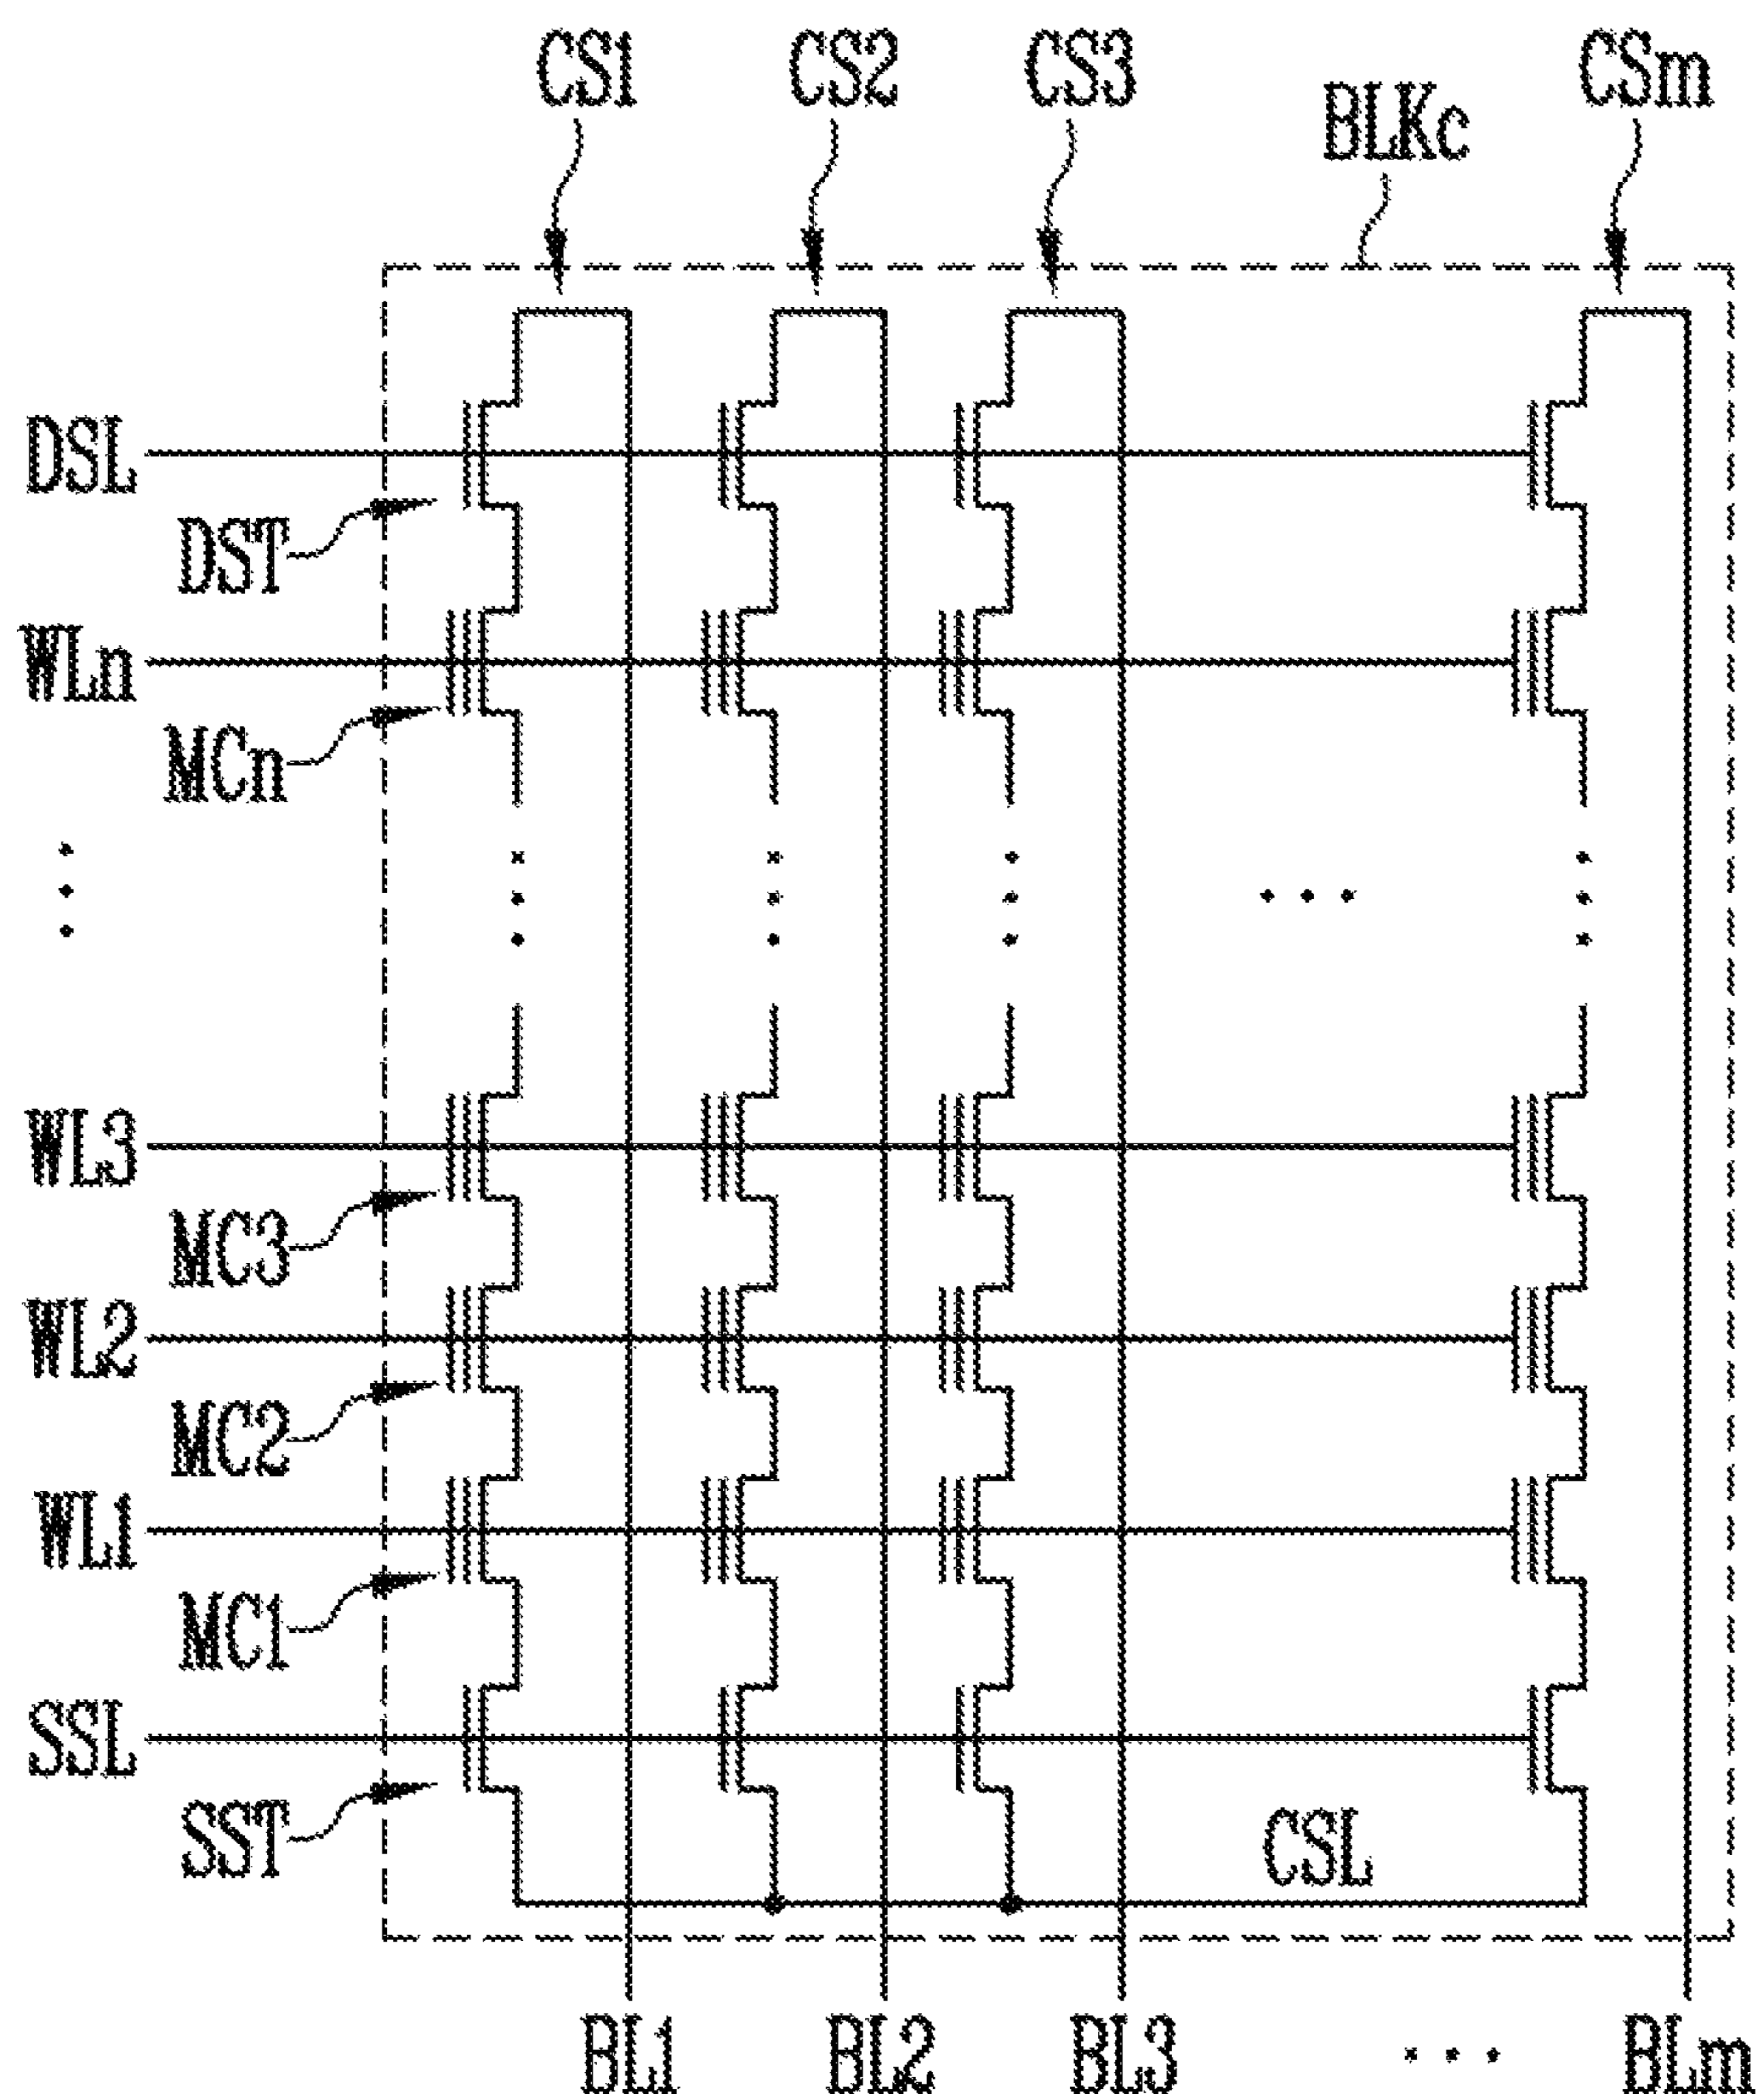 CS1 CS2 CS3 CSm
BLKc
DSL
DST
WLn
MCn
WL3
MC3
WL2
MC2
WL1
MC1
SSL
SST
CSL
BL1 BL2 BL3 ... BLm